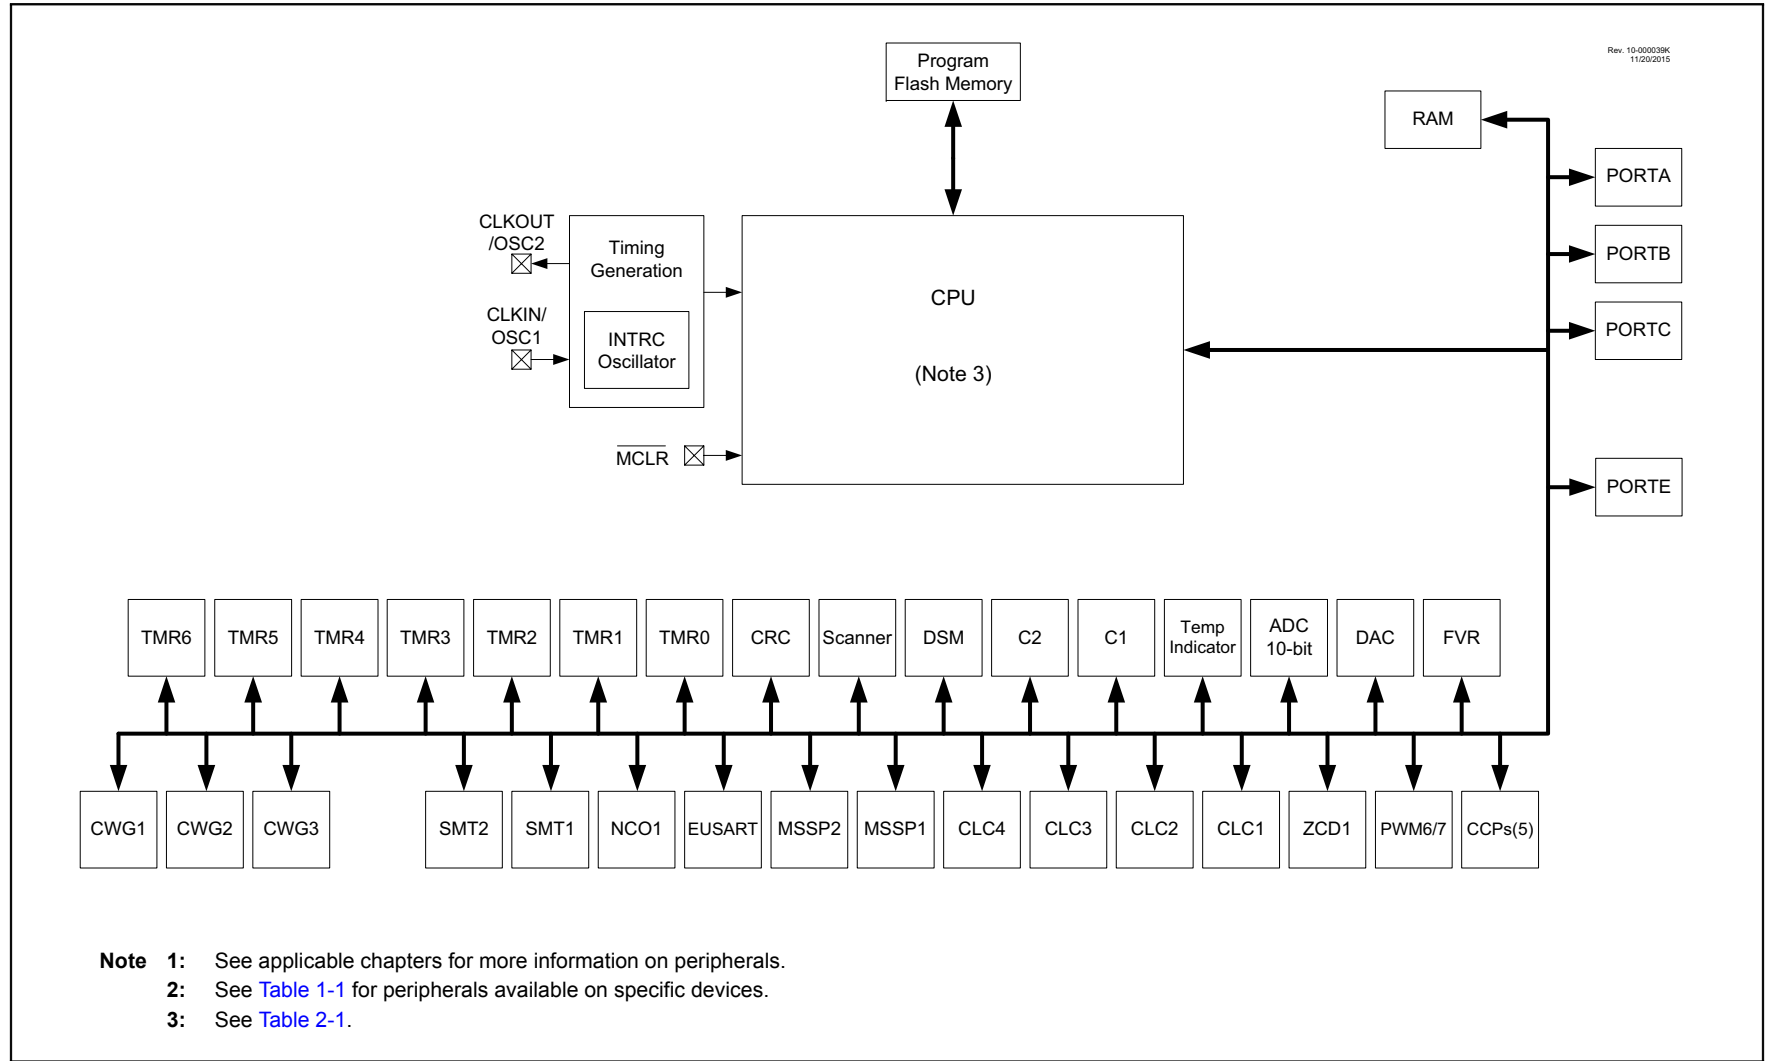 Rev. 10-000039K
11/20/2015
Program
Flash Memory
RAM
PORTA
PORTB
PORTC
PORTE
CLKOUT
/OSC2
CLKIN/
OSC1
Timing
Generation
INTRC
Oscillator
MCLR
CPU
(Note 3)
TMR6
TMR5
TMR4
TMR3
TMR2
TMR1
TMR0
CRC
Scanner
DSM
C2
C1
Temp
Indicator
ADC
10-bit
DAC
FVR
CWG1
CWG2
CWG3
SMT2
SMT1
NCO1
EUSART
MSSP2
MSSP1
CLC4
CLC3
CLC2
CLC1
ZCD1
PWM6/7
CCPs(5)
Note 1: See applicable chapters for more information on peripherals.
2: See Table 1-1 for peripherals available on specific devices.
3: See Table 2-1.